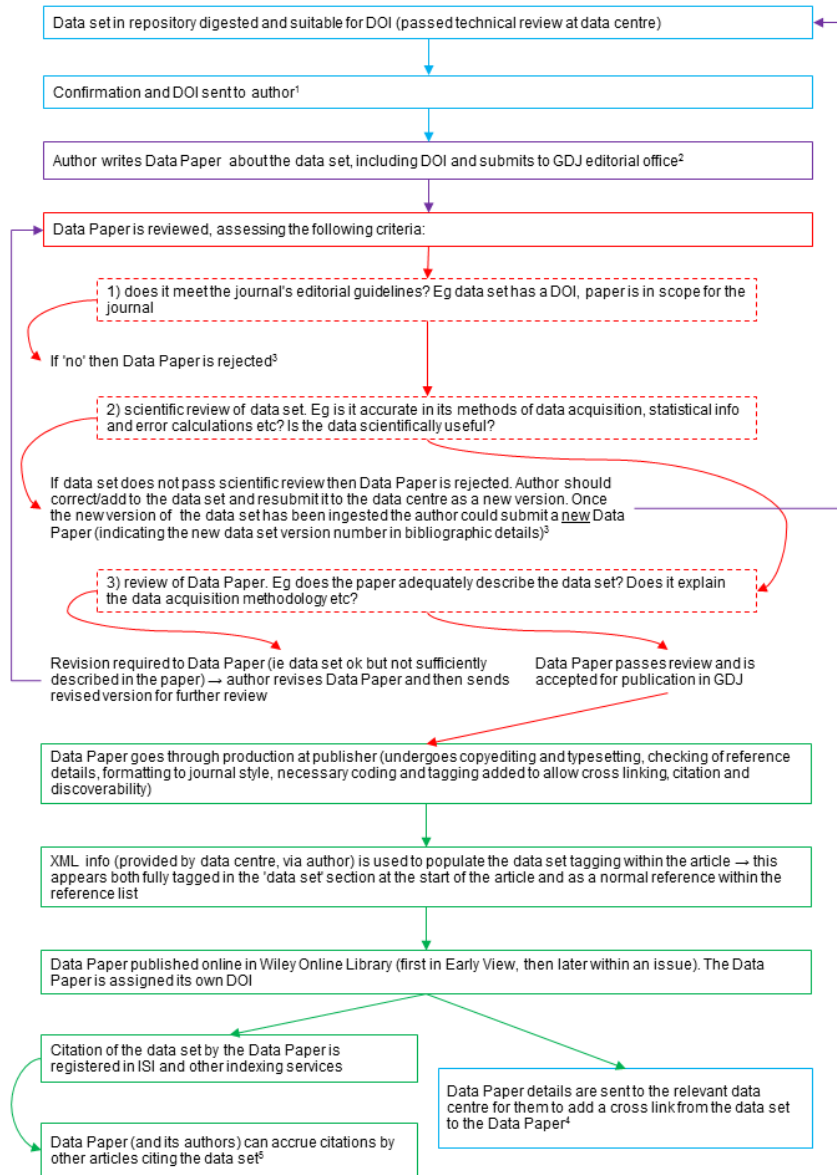 Data set in repository digested and suitable for DOI (passed technical review at data centre)
Confirmation and DOI sent to author¹
Author writes Data Paper about the data set, including DOI and submits to GDJ editorial office²
Data Paper is reviewed, assessing the following criteria:
1) does it meet the journal's editorial guidelines? Eg data set has a DOI, paper is in scope for the
journal
If 'no' then Data Paper is rejected³
2) scientific review of data set. Eg is it accurate in its methods of data acquisition, statistical info
and error calculations etc? Is the data scientifically useful?
If data set does not pass scientific review then Data Paper is rejected. Author should
correct/add to the data set and resubmit it to the data centre as a new version. Once
the new version of the data set has been ingested the author could submit a new Data
Paper (indicating the new data set version number in bibliographic details)³
3) review of Data Paper. Eg does the paper adequately describe the data set? Does it explain
the data acquisition methodology etc?
Revision required to Data Paper (ie data set ok but not sufficiently
described in the paper) → author revises Data Paper and then sends
revised version for further review
Data Paper passes review and is
accepted for publication in GDJ
Data Paper goes through production at publisher (undergoes copyediting and typesetting, checking of reference
details, formatting to journal style, necessary coding and tagging added to allow cross linking, citation and
discoverability)
XML info (provided by data centre, via author) is used to populate the data set tagging within the article → this
appears both fully tagged in the 'data set' section at the start of the article and as a normal reference within the
reference list
Data Paper published online in Wiley Online Library (first in Early View, then later within an issue). The Data
Paper is assigned its own DOI
Citation of the data set by the Data Paper is
registered in ISI and other indexing services
Data Paper details are sent to the relevant data
centre for them to add a cross link from the data set
to the Data Paper⁴
Data Paper (and its authors) can accrue citations by
other articles citing the data set⁵